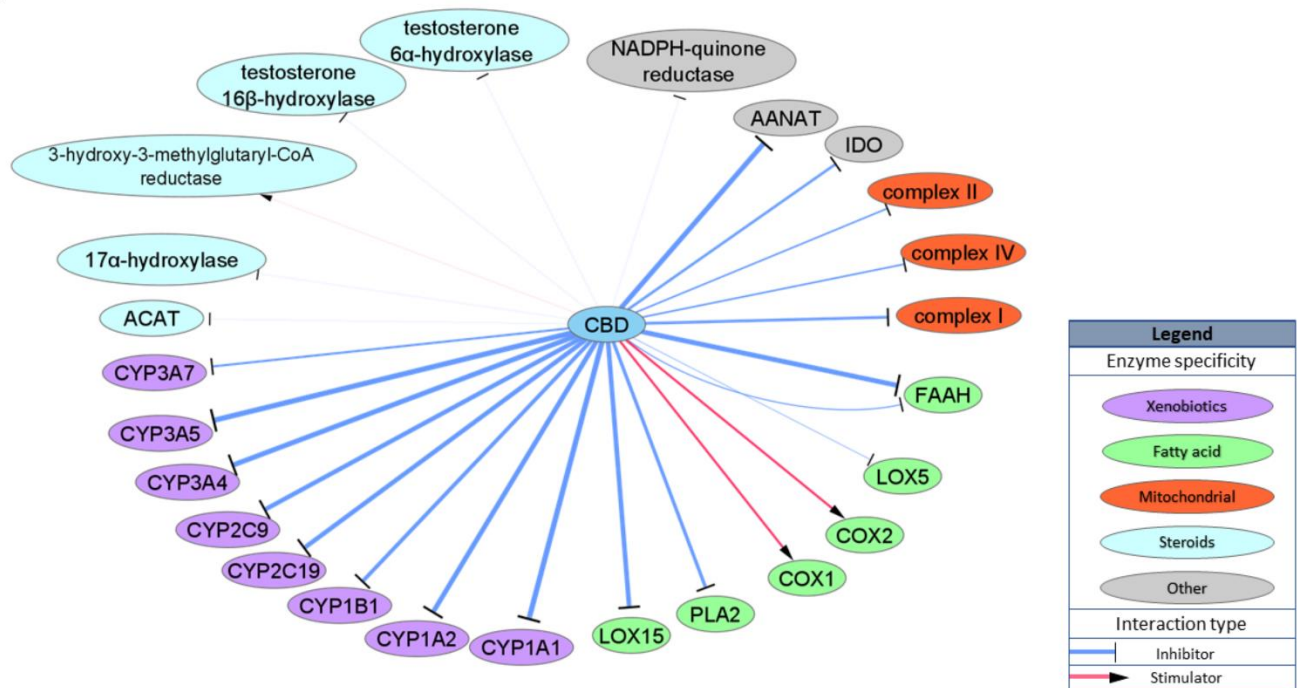 testosterone
6α-hydroxylase
NADPH-quinone
reductase
testosterone
16β-hydroxylase
AANAT
IDO
3-hydroxy-3-methylglutaryl-CoA
reductase
complex II
17α-hydroxylase
complex IV
ACAT
CBD
complex I
CYP3A7
FAAH
CYP3A5
LOX5
CYP3A4
CYP2C9
COX2
CYP2C19
COX1
CYP1B1
PLA2
CYP1A2
CYP1A1
LOX15
Legend
Enzyme specificity
Xenobiotics
Fatty acid
Mitochondrial
Steroids
Other
Interaction type
Inhibitor
Stimulator